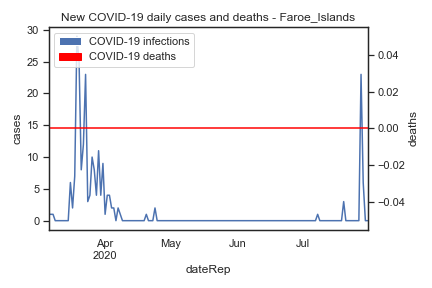 New COVID-19 daily cases and deaths - Faroe_Islands
COVID-19 infections
COVID-19 deaths
cases
30
25
20
15
10
5
0
deaths
0.04
0.02
0.00
−0.02
−0.04
Apr
2020
May
Jun
Jul
dateRep